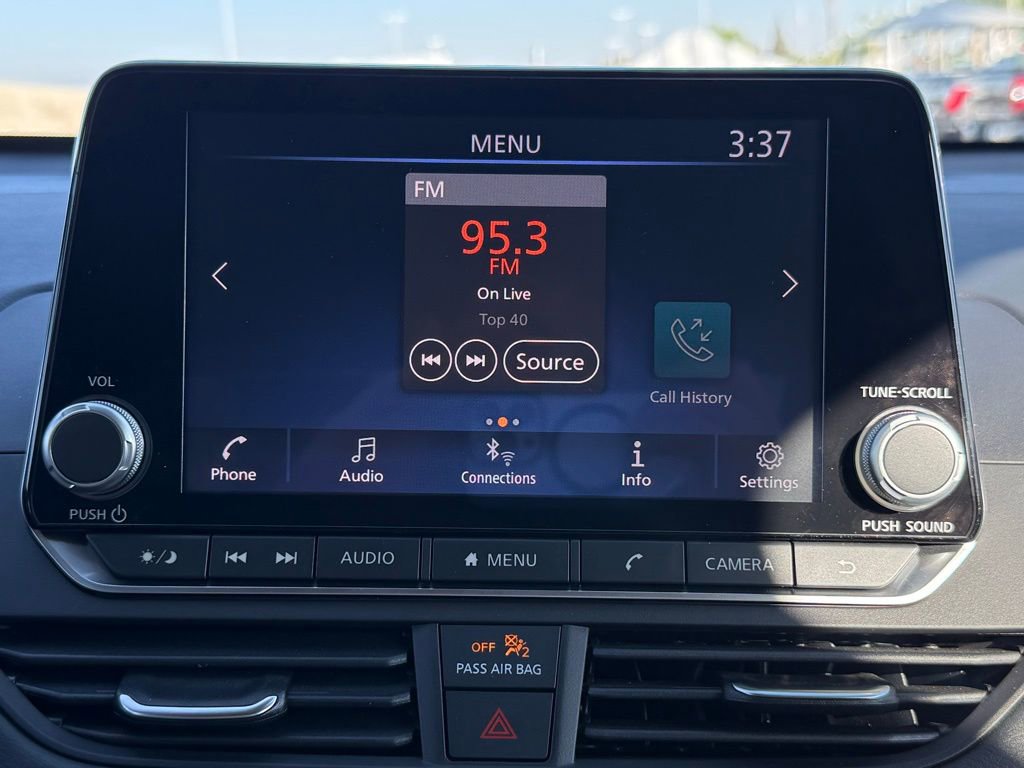 MENU
3:37
FM
95.3
FM
On Live
Top 40
Source
Call History
VOL
TUNE-SCROLL
Phone
Audio
Connections
Info
Settings
PUSH
PUSH SOUND
AUDIO
MENU
CAMERA
OFF 2
PASS AIR BAG